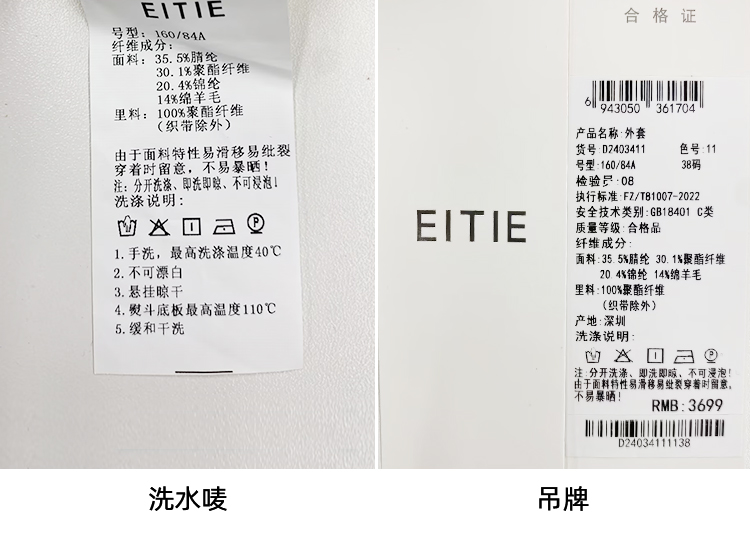 EITIE
号型：160/84A
纤维成分：
面料：35.5%腈纶
30.1%聚酯纤维
20.4%锦纶
14%绵羊毛
里料：100%聚酯纤维
（织带除外）
由于面料特性易滑移易纰裂
穿着时留意，不易暴晒！
注：分开洗涤、即洗即晾、不可浸泡！
洗涤说明：
1.手洗，最高洗涤温度40℃
2.不可漂白
3.悬挂晾干
4.熨斗底板最高温度110℃
5.缓和干洗
洗水唛
EITIE
合格证
6 943050 361704
产品名称:外套
货号:D2403411 色号:11
号型:160/84A 38码
检验员:08
执行标准:FZ/T81007-2022
安全技术类别:GB18401 C类
质量等级:合格品
纤维成分:
面料:35.5%腈纶 30.1%聚酯纤维
20.4%锦纶 14%绵羊毛
里料:100%聚酯纤维
（织带除外）
产地:深圳
洗涤说明:
注:分开洗涤、即洗即晾、不可浸泡!
由于面料特性易滑移易纰裂穿着时留意，
不易暴晒!
RMB:3699
D24034111138
吊牌